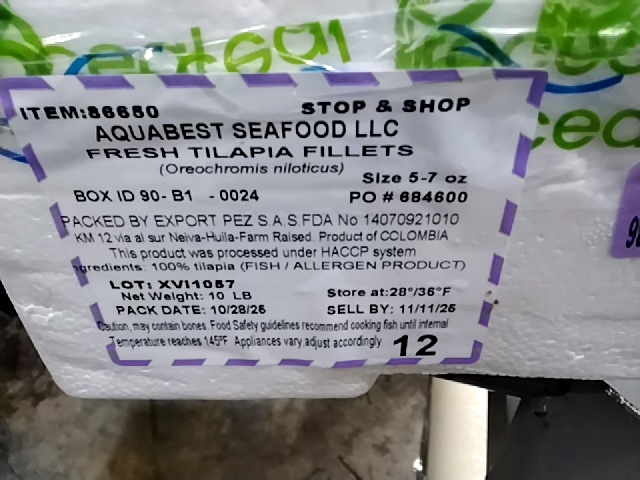 ITEM:86650 STOP & SHOP
AQUABEST SEAFOOD LLC
FRESH TILAPIA FILLETS
(Oreochromis niloticus)
Size 5-7 oz
BOX ID 90- B1 -0024 PO # 684600
PACKED BY EXPORT PEZ S.A.S.FDA No 14070921010
KM 12 via al sur Neiva-Huila-Farm Raised. Product of COLOMBIA
This product was processed under HACCP system
ngredients: 100% tilapia (FISH / ALLERGEN PRODUCT)
LOT: XVI1057
Net Weight: 10 LB Store at:28°/36°F
PACK DATE: 10/28/25 SELL BY: 11/11/25
Caution, may contain bones. Food Safety guidelines recommend cooking fish until internal
Temperature reaches 145°F Appliances vary,adjust accordingly 12